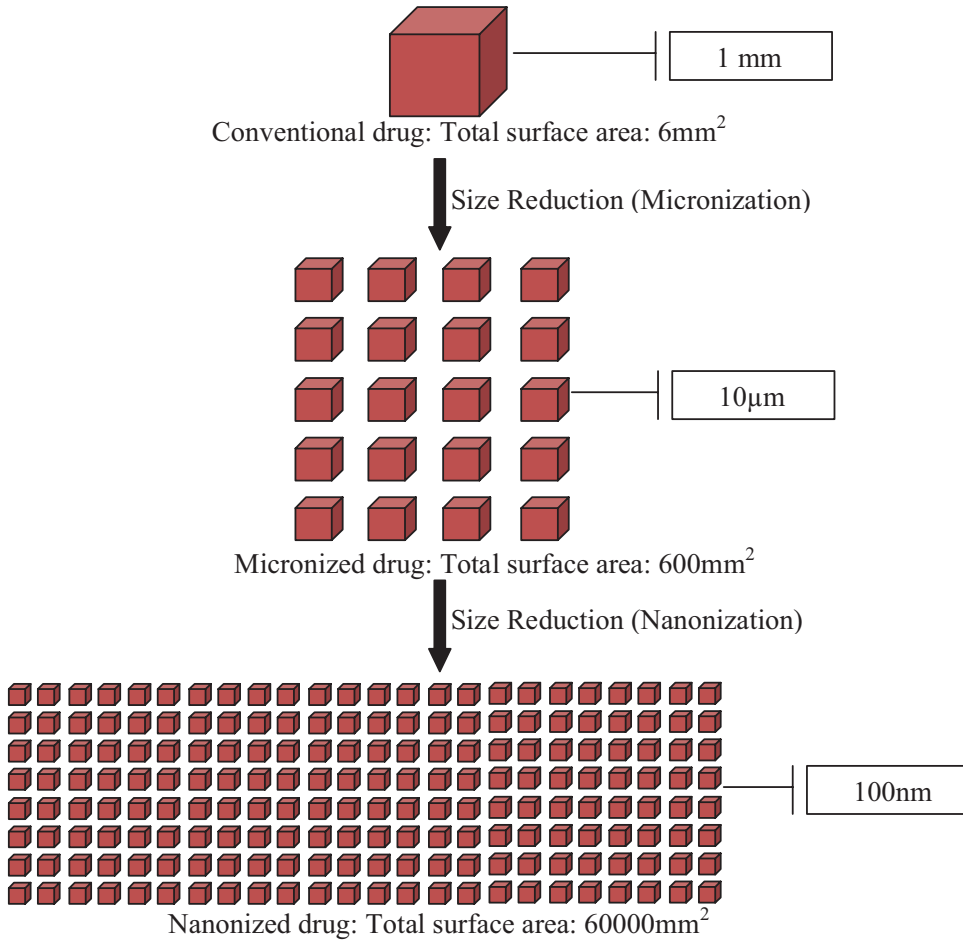 1 mm
Conventional drug: Total surface area: 6mm²
Size Reduction (Micronization)
10µm
Micronized drug: Total surface area: 600mm²
Size Reduction (Nanonization)
100nm
Nanonized drug: Total surface area: 60000mm²